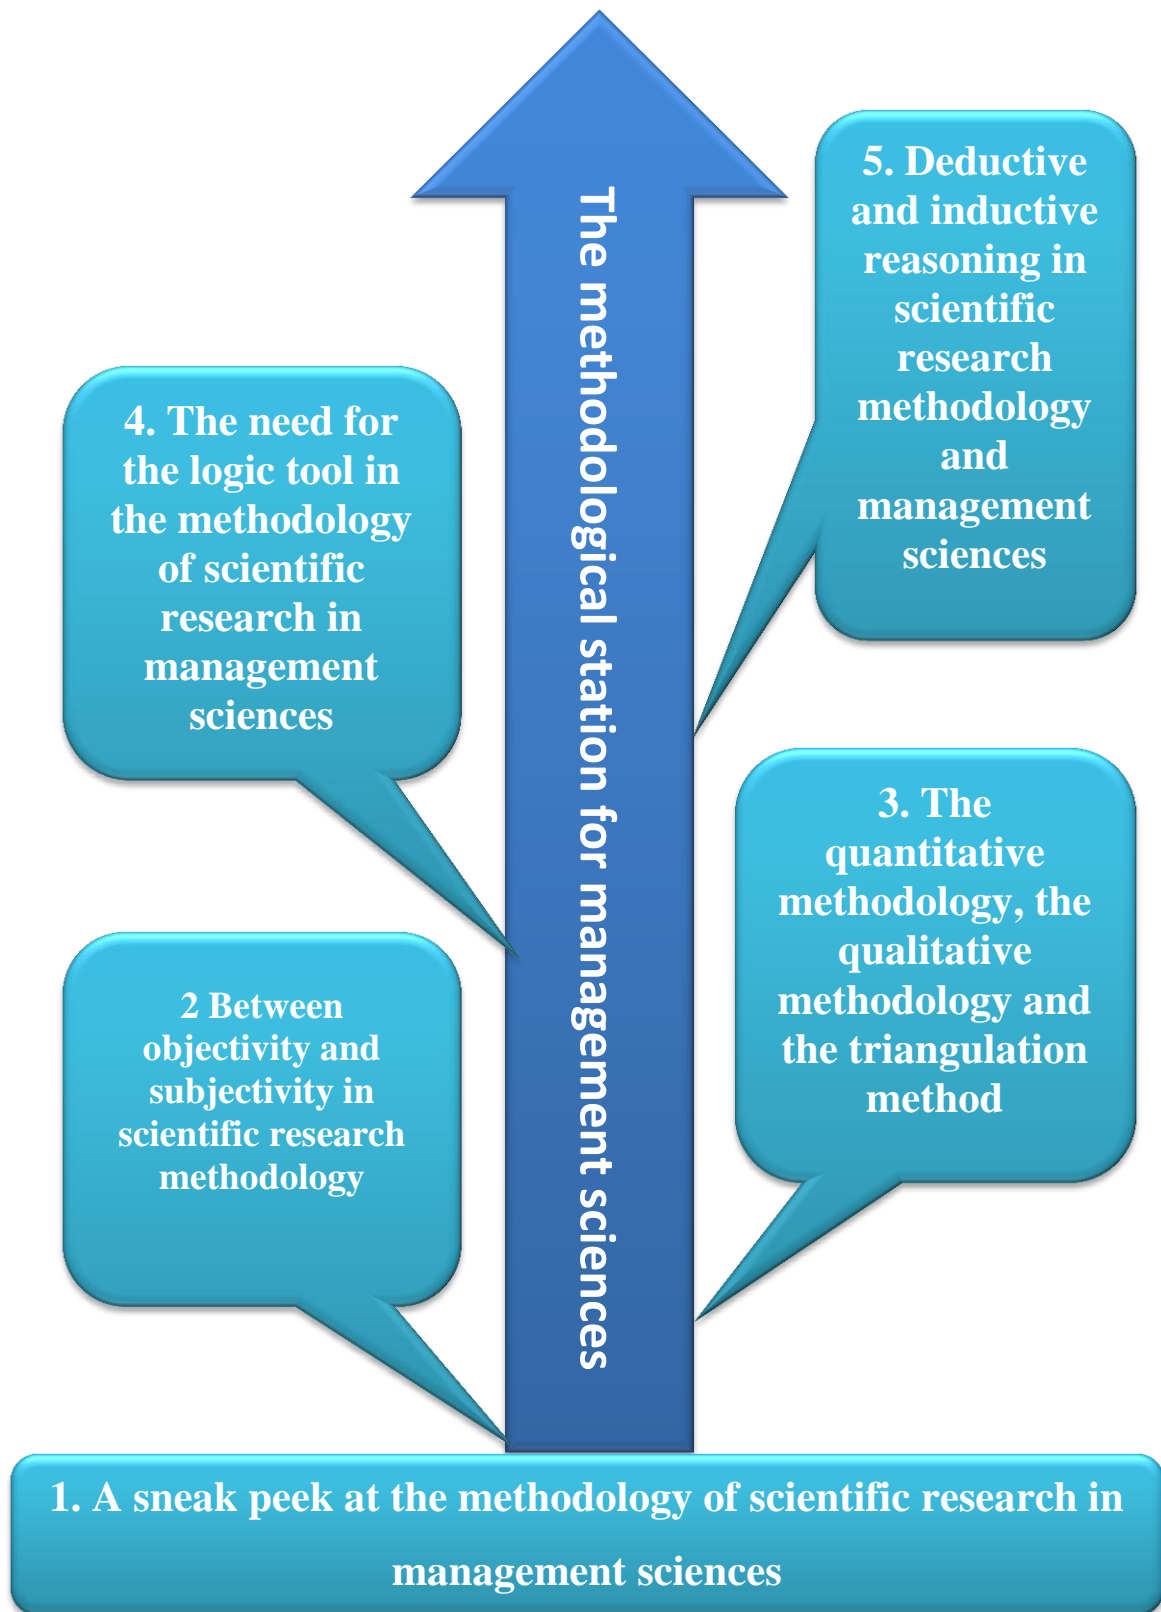 The methodological station for management sciences
5. Deductive
and inductive
reasoning in
scientific
research
methodology
and
management
sciences
4. The need for
the logic tool in
the methodology
of scientific
research in
management
sciences
3. The
quantitative
methodology, the
qualitative
methodology and
the triangulation
method
2 Between
objectivity and
subjectivity in
scientific research
methodology
1. A sneak peek at the methodology of scientific research in
management sciences